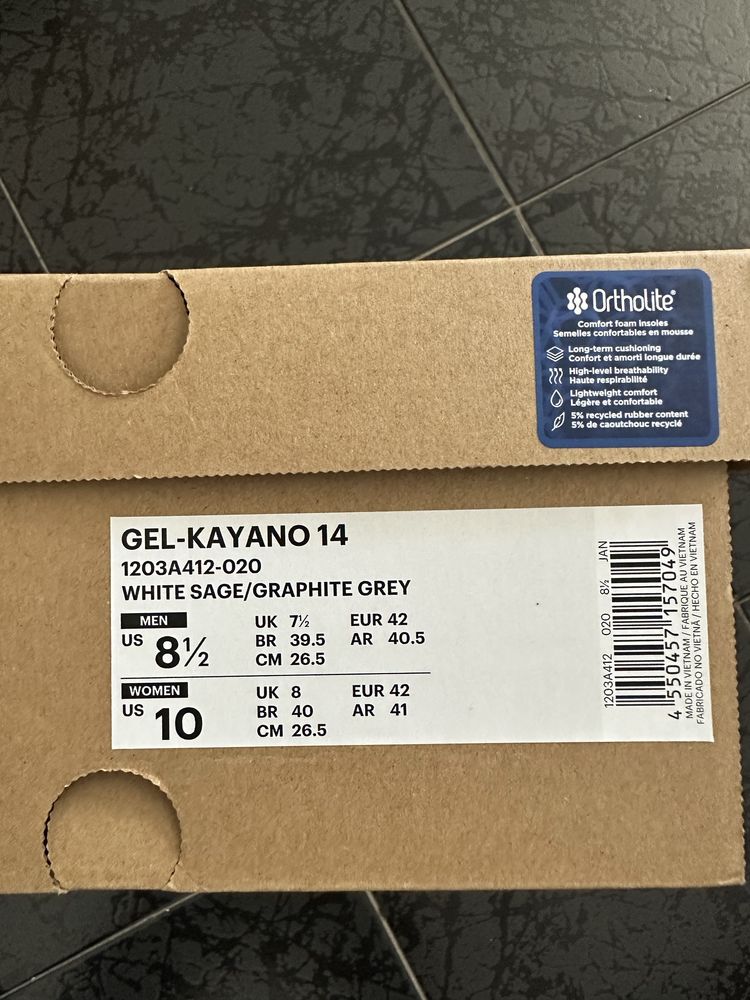 Ortholite®
Comfort foam insoles
Semelles confortables en mousse
Long-term cushioning
Confort et amorti longue durée
High-level breathability
Haute respirabilité
Lightweight comfort
Légère et confortable
5% recycled rubber content
5% de caoutchouc recyclé
GEL-KAYANO 14
1203A412-020
WHITE SAGE/GRAPHITE GREY
MEN
US 8½
UK 7½ EUR 42
BR 39.5 AR 40.5
CM 26.5
WOMEN
US 10
UK 8 EUR 42
BR 40 AR 41
CM 26.5
1203A412 020 8½ JAN
4 550457 157049
MADE IN VIETNAM / FABRIQUE AU VIETNAM
FABRICADO NO VIETNÃ / HECHO EN VIETNAM